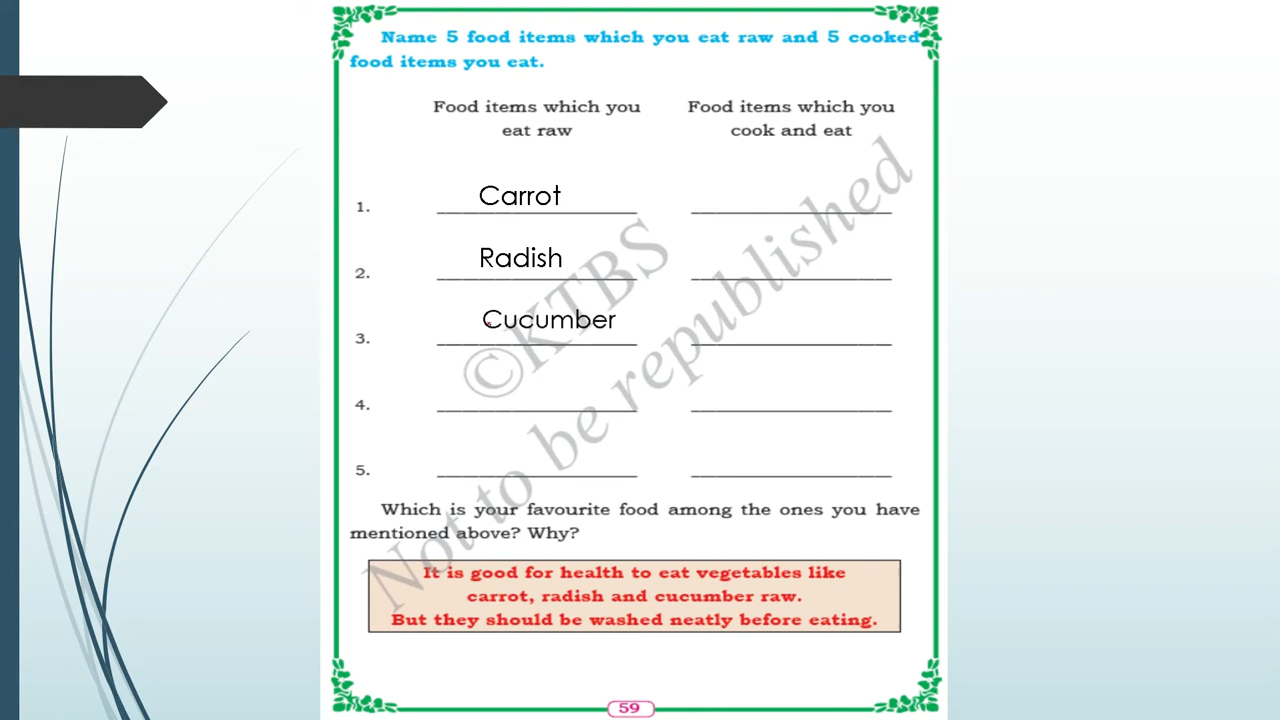 Name 5 food items which you eat raw and 5 cooked
food items you eat.
Food items which you
eat raw
Food items which you
cook and eat
1. Carrot
2. Radish
3. Cucumber
4.
5.
©KTBS
Not to be republished
Which is your favourite food among the ones you have
mentioned above? Why?
It is good for health to eat vegetables like
carrot, radish and cucumber raw.
But they should be washed neatly before eating.
59